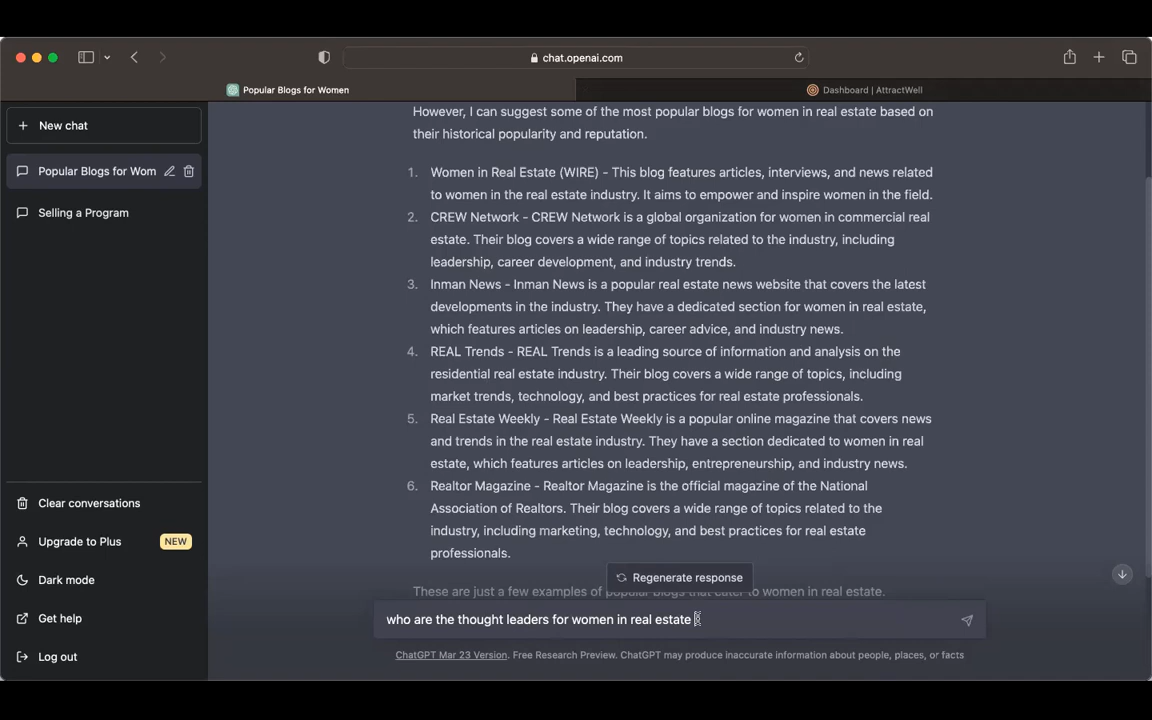 chat.openai.com
Popular Blogs for Women
Dashboard | AttractWell
New chat
Popular Blogs for Wom
Selling a Program
Clear conversations
Upgrade to Plus NEW
Dark mode
Get help
Log out
However, I can suggest some of the most popular blogs for women in real estate based on
their historical popularity and reputation.
1. Women in Real Estate (WIRE) - This blog features articles, interviews, and news related
to women in the real estate industry. It aims to empower and inspire women in the field.
2. CREW Network - CREW Network is a global organization for women in commercial real
estate. Their blog covers a wide range of topics related to the industry, including
leadership, career development, and industry trends.
3. Inman News - Inman News is a popular real estate news website that covers the latest
developments in the industry. They have a dedicated section for women in real estate,
which features articles on leadership, career advice, and industry news.
4. REAL Trends - REAL Trends is a leading source of information and analysis on the
residential real estate industry. Their blog covers a wide range of topics, including
market trends, technology, and best practices for real estate professionals.
5. Real Estate Weekly - Real Estate Weekly is a popular online magazine that covers news
and trends in the real estate industry. They have a section dedicated to women in real
estate, which features articles on leadership, entrepreneurship, and industry news.
6. Realtor Magazine - Realtor Magazine is the official magazine of the National
Association of Realtors. Their blog covers a wide range of topics related to the
industry, including marketing, technology, and best practices for real estate
professionals.
Regenerate response
These are just a few examples of popular blogs that cater to women in real estate.
who are the thought leaders for women in real estate
ChatGPT Mar 23 Version. Free Research Preview. ChatGPT may produce inaccurate information about people, places, or facts